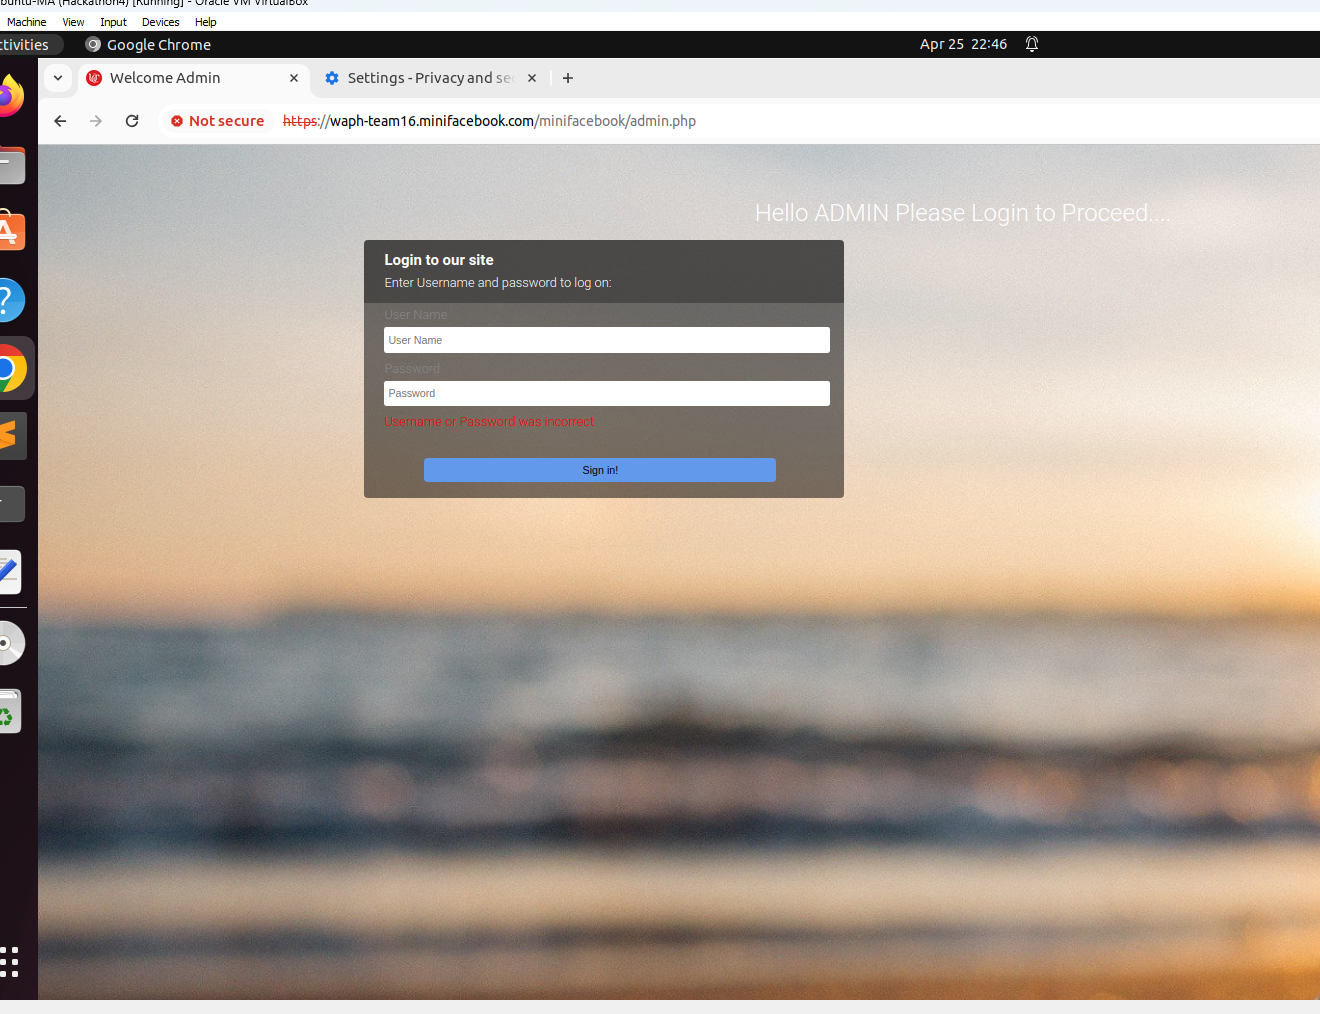 buntu-MA (Hackathon4) [Running] - Oracle VM VirtualBox
Machine View Input Devices Help
ctivities Google Chrome Apr 25 22:46
Welcome Admin Settings - Privacy and se
Not secure https://waph-team16.minifacebook.com/minifacebook/admin.php
Hello ADMIN Please Login to Proceed....
Login to our site
Enter Username and password to log on:
User Name
User Name
Password
Password
Username or Password was incorrect
Sign in!